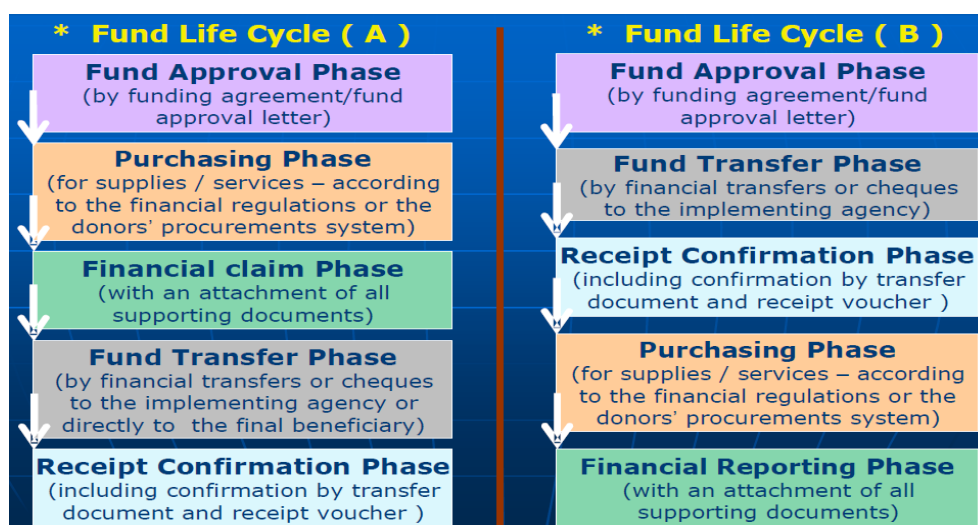 * Fund Life Cycle ( A )
Fund Approval Phase
(by funding agreement/fund
approval letter)
Purchasing Phase
(for supplies / services – according
to the financial regulations or the
donors’ procurements system)
Financial claim Phase
(with an attachment of all
supporting documents)
Fund Transfer Phase
(by financial transfers or cheques
to the implementing agency or
directly to the final beneficiary)
Receipt Confirmation Phase
(including confirmation by transfer
document and receipt voucher )
* Fund Life Cycle ( B )
Fund Approval Phase
(by funding agreement/fund
approval letter)
Fund Transfer Phase
(by financial transfers or cheques
to the implementing agency)
Receipt Confirmation Phase
(including confirmation by transfer
document and receipt voucher )
Purchasing Phase
(for supplies / services – according
to the financial regulations or the
donors’ procurements system)
Financial Reporting Phase
(with an attachment of all
supporting documents)